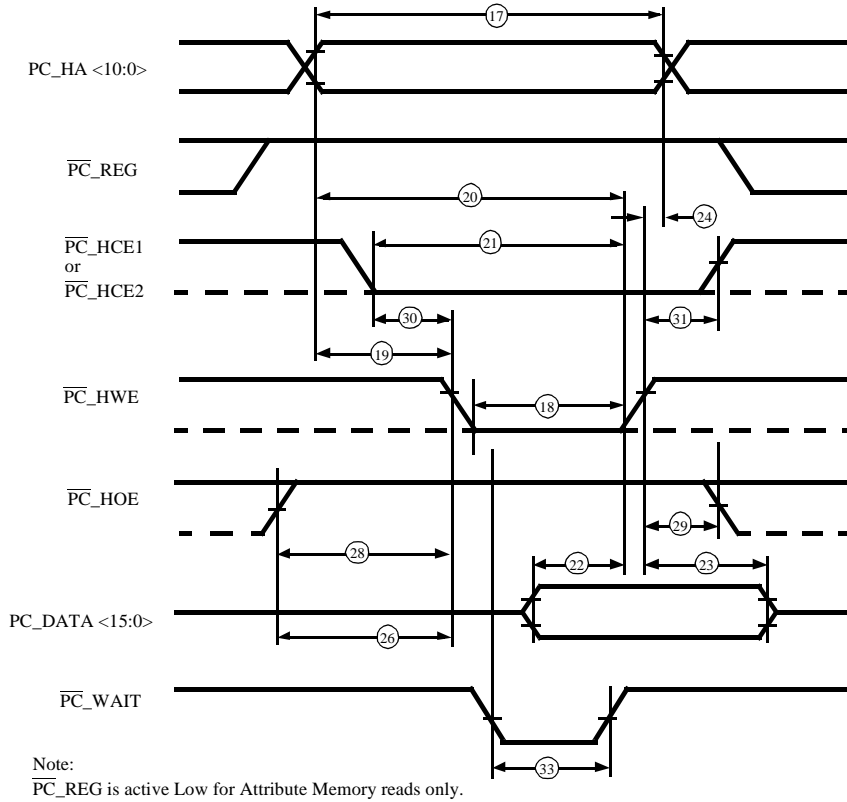 17
PC_HA <10:0>
PC_REG
20
24
PC_HCE1
or
PC_HCE2
21
30
31
19
PC_HWE
18
PC_HOE
29
28
22
23
PC_DATA <15:0>
26
PC_WAIT
33
Note:
PC_REG is active Low for Attribute Memory reads only.